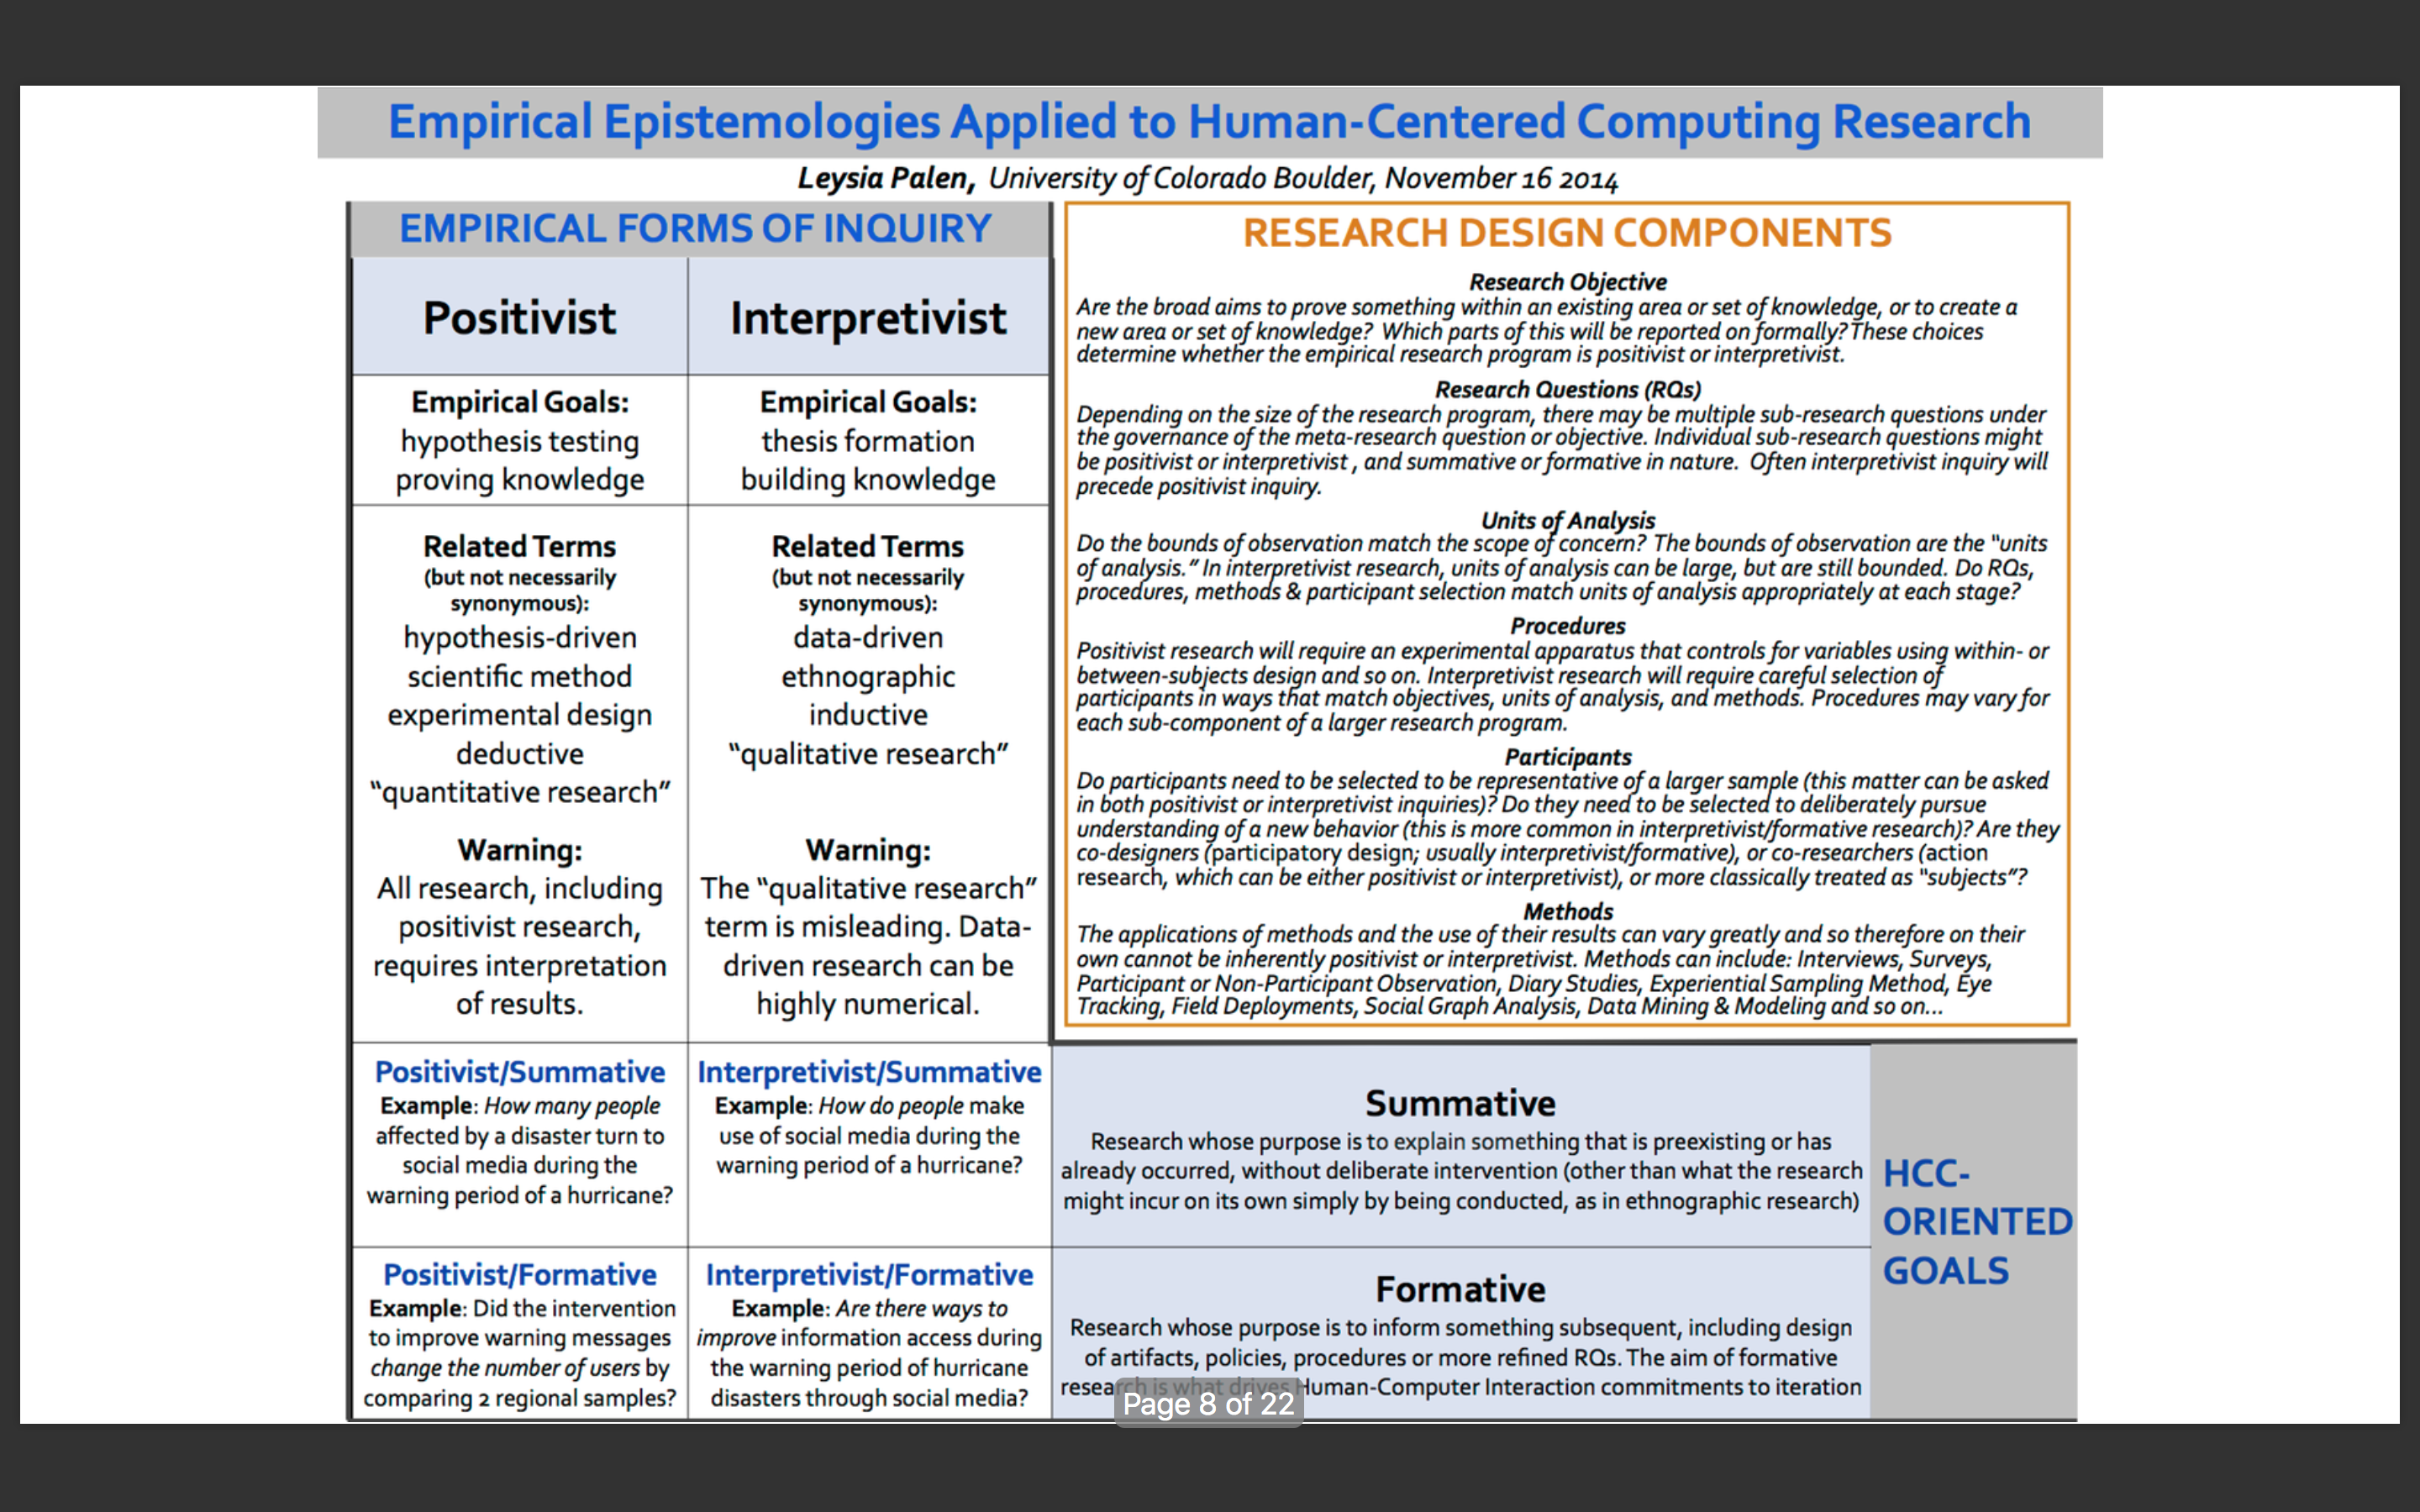 Empirical Epistemologies Applied to Human-Centered Computing Research
Leysia Palen, University of Colorado Boulder, November 16 2014
EMPIRICAL FORMS OF INQUIRY
Positivist
Interpretivist
Empirical Goals:
hypothesis testing
proving knowledge
Empirical Goals:
thesis formation
building knowledge
Related Terms
(but not necessarily
synonymous):
hypothesis-driven
scientific method
experimental design
deductive
“quantitative research”
Warning:
All research, including
positivist research,
requires interpretation
of results.
Related Terms
(but not necessarily
synonymous):
data-driven
ethnographic
inductive
“qualitative research”
Warning:
The “qualitative research”
term is misleading. Data-
driven research can be
highly numerical.
RESEARCH DESIGN COMPONENTS
Research Objective
Are the broad aims to prove something within an existing area or set of knowledge, or to create a
new area or set of knowledge? Which parts of this will be reported on formally? These choices
determine whether the empirical research program is positivist or interpretivist.
Research Questions (RQs)
Depending on the size of the research program, there may be multiple sub-research questions under
the governance of the meta-research question or objective. Individual sub-research questions might
be positivist or interpretivist , and summative or formative in nature. Often interpretivist inquiry will
precede positivist inquiry.
Units of Analysis
Do the bounds of observation match the scope of concern? The bounds of observation are the “units
of analysis.” In interpretivist research, units of analysis can be large, but are still bounded. Do RQs,
procedures, methods & participant selection match units of analysis appropriately at each stage?
Procedures
Positivist research will require an experimental apparatus that controls for variables using within- or
between-subjects design and so on. Interpretivist research will require careful selection of
participants in ways that match objectives, units of analysis, and methods. Procedures may vary for
each sub-component of a larger research program.
Participants
Do participants need to be selected to be representative of a larger sample (this matter can be asked
in both positivist or interpretivist inquiries)? Do they need to be selected to deliberately pursue
understanding of a new behavior (this is more common in interpretivist/formative research)? Are they
co-designers (participatory design; usually interpretivist/formative), or co-researchers (action
research, which can be either positivist or interpretivist), or more classically treated as “subjects”?
Methods
The applications of methods and the use of their results can vary greatly and so therefore on their
own cannot be inherently positivist or interpretivist. Methods can include: Interviews, Surveys,
Participant or Non-Participant Observation, Diary Studies, Experiential Sampling Method, Eye
Tracking, Field Deployments, Social Graph Analysis, Data Mining & Modeling and so on...
Positivist/Summative
Example: How many people
affected by a disaster turn to
social media during the
warning period of a hurricane?
Interpretivist/Summative
Example: How do people make
use of social media during the
warning period of a hurricane?
Summative
Research whose purpose is to explain something that is preexisting or has
already occurred, without deliberate intervention (other than what the research
might incur on its own simply by being conducted, as in ethnographic research)
HCC-
ORIENTED
GOALS
Positivist/Formative
Example: Did the intervention
to improve warning messages
change the number of users by
comparing 2 regional samples?
Interpretivist/Formative
Example: Are there ways to
improve information access during
the warning period of hurricane
disasters through social media?
Formative
Research whose purpose is to inform something subsequent, including design
of artifacts, policies, procedures or more refined RQs. The aim of formative
research is what drives Human-Computer Interaction commitments to iteration
Page 8 of 22